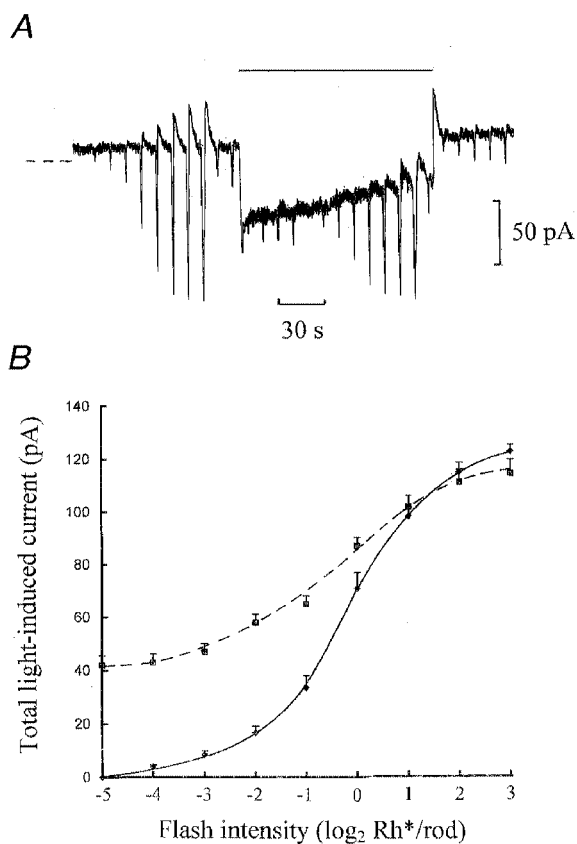 A
50 pA
30 s
B
Total light-induced current (pA)
140
120
100
80
60
40
20
0
-5 -4 -3 -2 -1 0 1 2 3
Flash intensity (log₂ Rh*/rod)